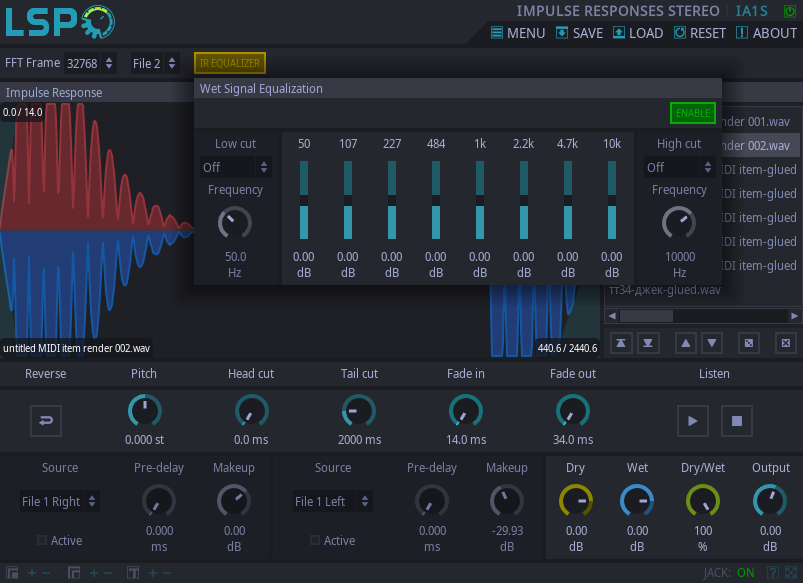 LSP
IMPULSE RESPONSES STEREO IA1S
MENU SAVE LOAD RESET ABOUT
FFT Frame 32768 File 2 IR EQUALIZER
Impulse Response
Wet Signal Equalization
0.0 / 14.0
ENABLE
nder 001.wav
nder 002.wav
IDI item-glued
IDI item-glued
IDI item-glued
IDI item-glued
IDI item-glued
тт34-джек-glued.wav
Low cut 50 107 227 484 1k 2.2k 4.7k 10k High cut
Off Off
Frequency Frequency
50.0 0.00 0.00 0.00 0.00 0.00 0.00 0.00 0.00 10000
Hz dB dB dB dB dB dB dB dB Hz
untitled MIDI item render 002.wav 440.6 / 2440.6
Reverse Pitch Head cut Tail cut Fade in Fade out Listen
0.000 st 0.0 ms 2000 ms 14.0 ms 34.0 ms
Source Pre-delay Makeup Source Pre-delay Makeup Dry Wet Dry/Wet Output
File 1 Right File 1 Left
Active 0.000 0.00 Active 0.000 -29.93 0.00 0.00 100 0.00
ms dB ms dB dB dB % dB
JACK: ON